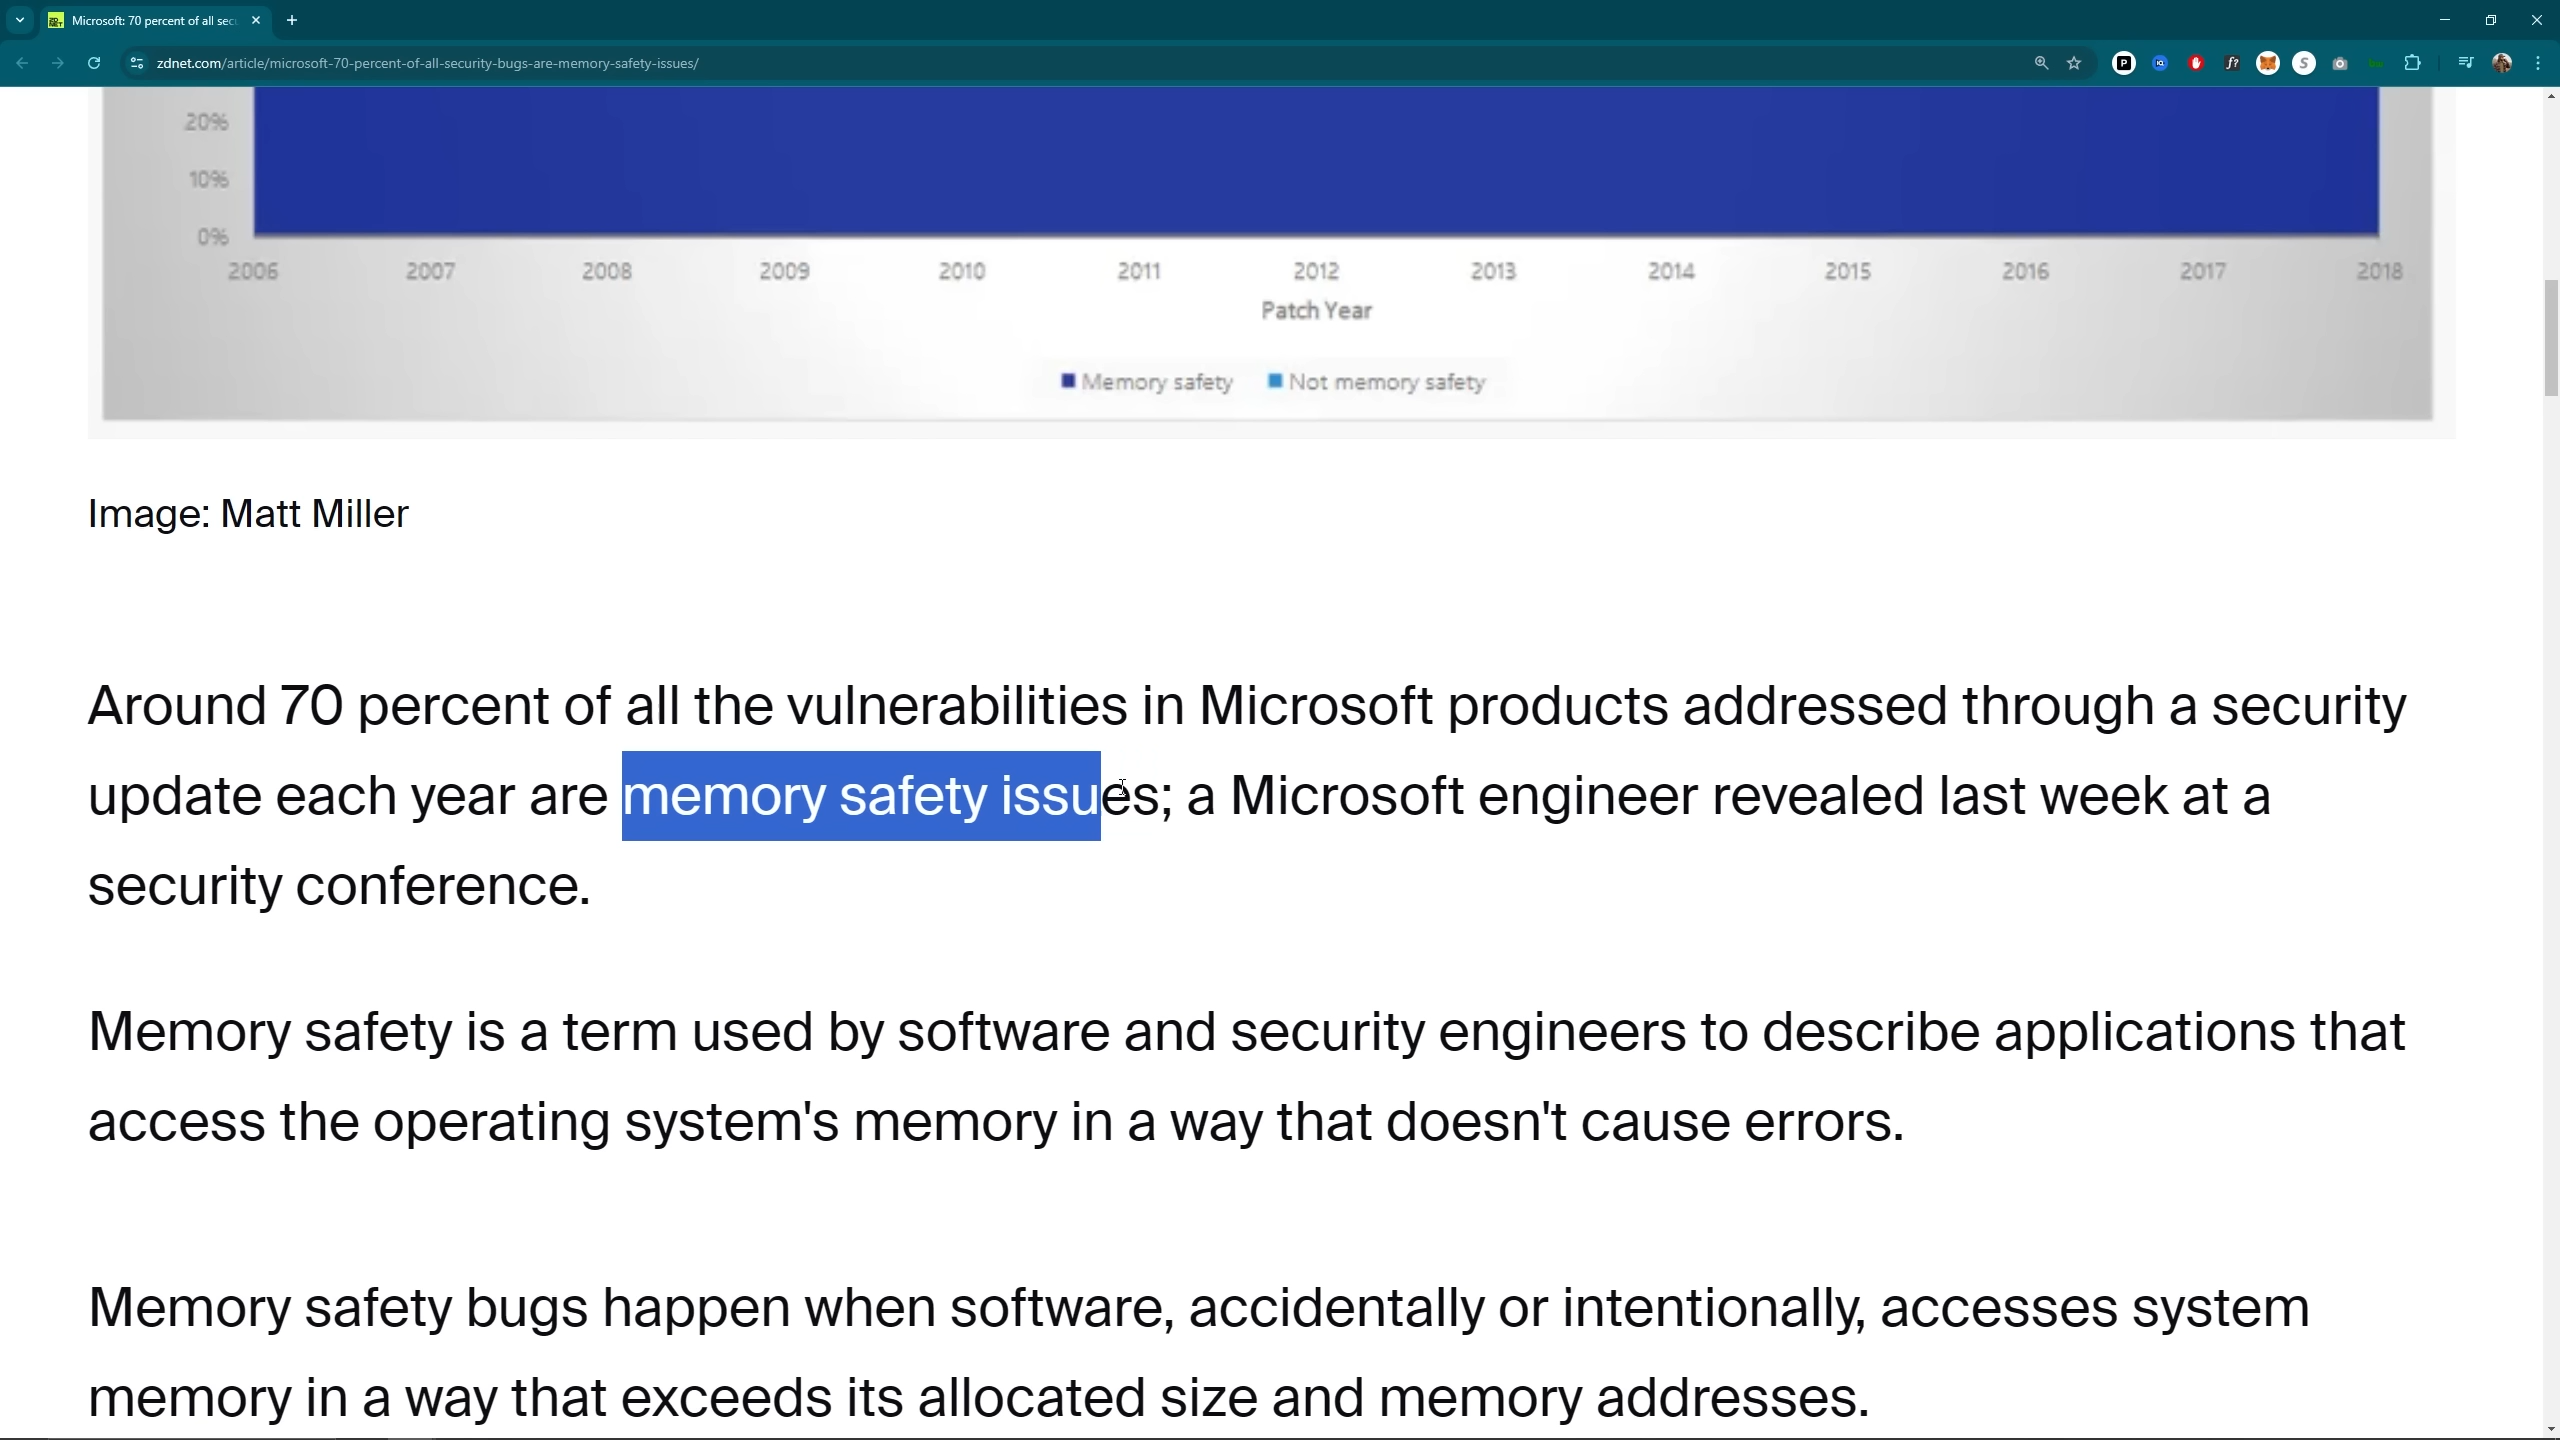 Microsoft: 70 percent of all sec
zdnet.com/article/microsoft-70-percent-of-all-security-bugs-are-memory-safety-issues/
20%
10%
0%
2006 2007 2008 2009 2010 2011 2012 2013 2014 2015 2016 2017 2018
Patch Year
Memory safety Not memory safety
Image: Matt Miller
Around 70 percent of all the vulnerabilities in Microsoft products addressed through a security
update each year are memory safety issues; a Microsoft engineer revealed last week at a
security conference.
Memory safety is a term used by software and security engineers to describe applications that
access the operating system's memory in a way that doesn't cause errors.
Memory safety bugs happen when software, accidentally or intentionally, accesses system
memory in a way that exceeds its allocated size and memory addresses.